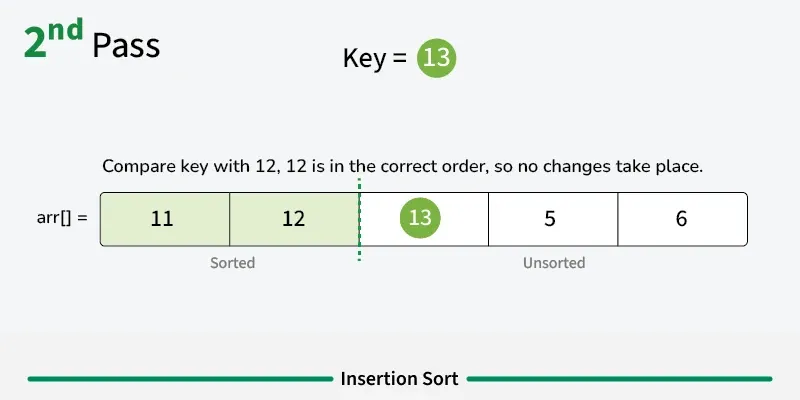 2nd Pass
Key = 13
Compare key with 12, 12 is in the correct order, so no changes take place.
arr[] = 11 12 13 5 6
Sorted Unsorted
Insertion Sort